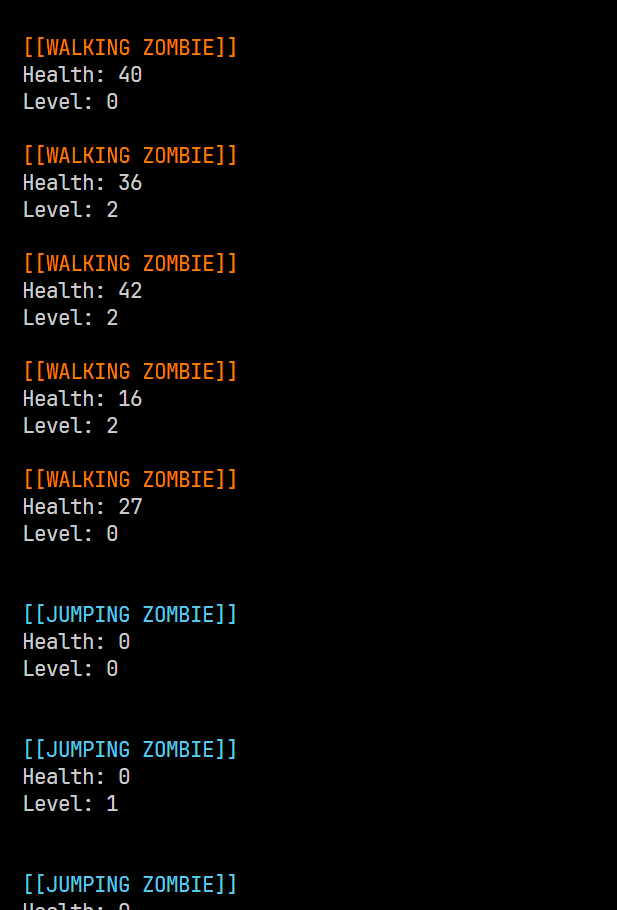 [[WALKING ZOMBIE]]
Health: 40
Level: 0
[[WALKING ZOMBIE]]
Health: 36
Level: 2
[[WALKING ZOMBIE]]
Health: 42
Level: 2
[[WALKING ZOMBIE]]
Health: 16
Level: 2
[[WALKING ZOMBIE]]
Health: 27
Level: 0
[[JUMPING ZOMBIE]]
Health: 0
Level: 0
[[JUMPING ZOMBIE]]
Health: 0
Level: 1
[[JUMPING ZOMBIE]]
Health: